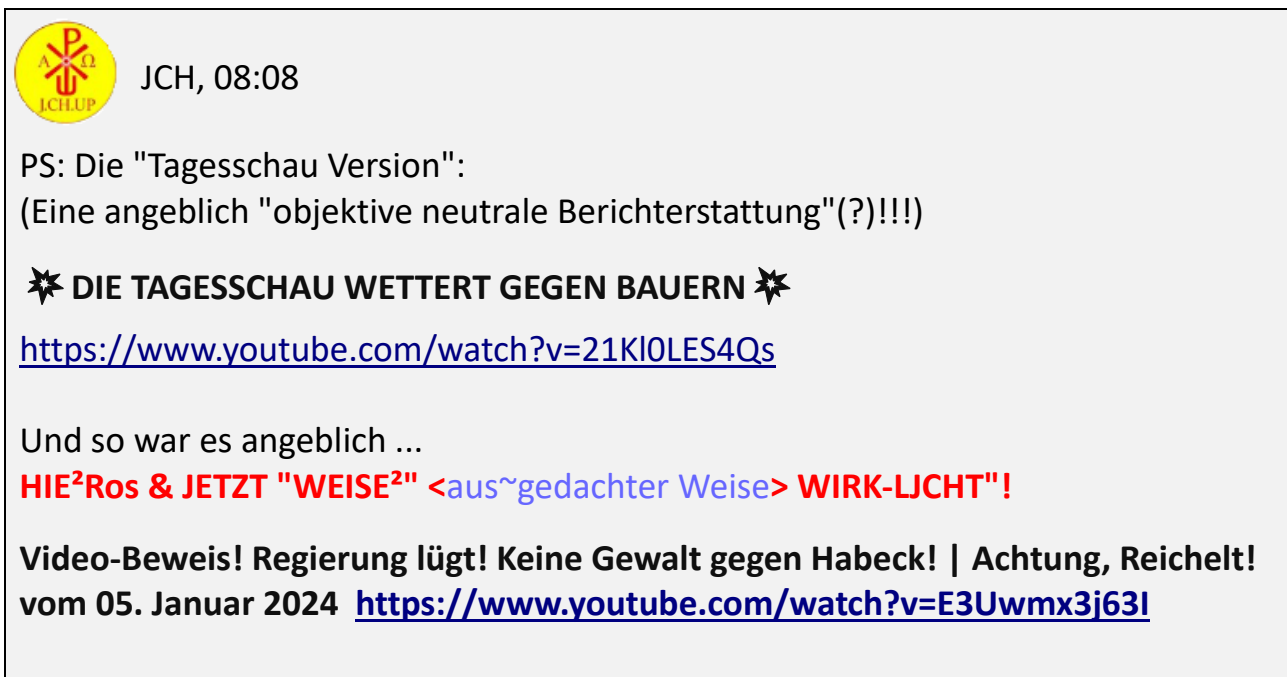 P
Α Ω
J.CH.UP
JCH, 08:08
PS: Die "Tagesschau Version":
(Eine angeblich "objektive neutrale Berichterstattung"(?)!!!)
DIE TAGESSCHAU WETTERT GEGEN BAUERN
https://www.youtube.com/watch?v=21Kl0LES4Qs
Und so war es angeblich ...
HIE²Ros & JETZT "WEISE²" <aus~gedachter Weise> WIRK-LJCHT"!
Video-Beweis! Regierung lügt! Keine Gewalt gegen Habeck! | Achtung, Reichelt!
vom 05. Januar 2024 https://www.youtube.com/watch?v=E3Uwmx3j63I